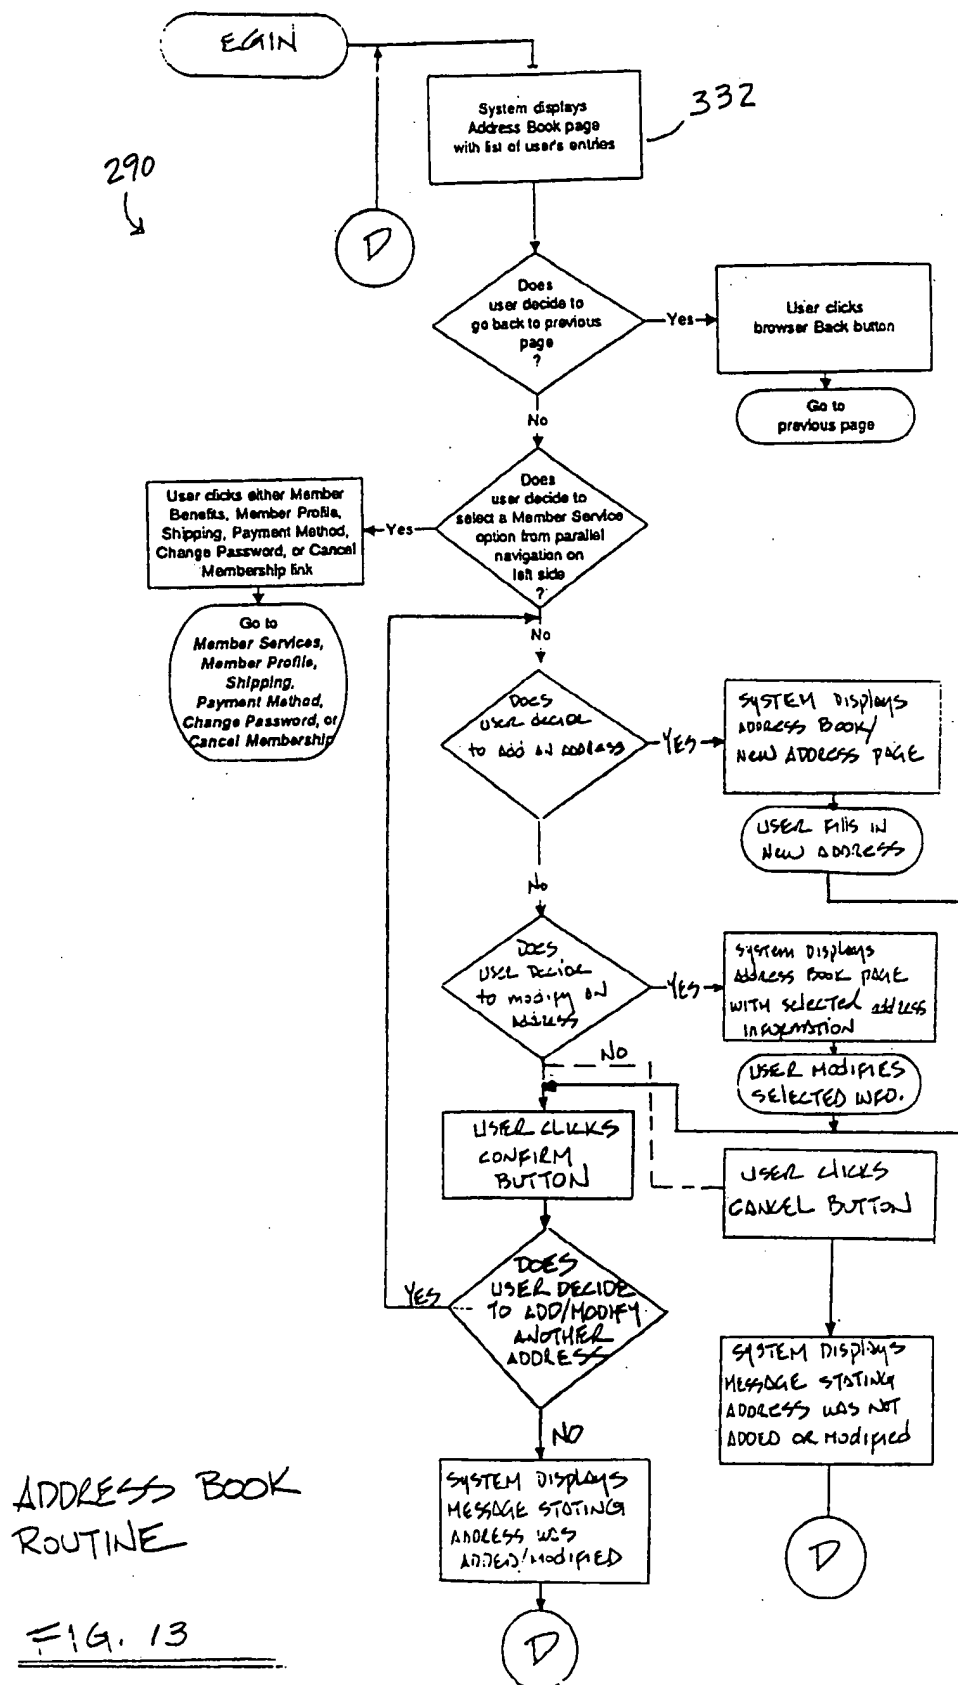 EGIN
System displays
Address Book page
with list of user's entries
332
290
D
Does
user decide to
go back to previous
page
?
Yes
User clicks
browser Back button
Go to
previous page
No
Does
user decide to
select a Member Service
option from parallel
navigation on
left side
?
Yes
User clicks either Member
Benefits, Member Profile,
Shipping, Payment Method,
Change Password, or Cancel
Membership link
Go to
Member Services,
Member Profile,
Shipping,
Payment Method,
Change Password, or
Cancel Membership
No
DOES
USER DECIDE
TO ADD AN ADDRESS
YES
SYSTEM DISPLAYS
ADDRESS BOOK/
NEW ADDRESS PAGE
USER FILLS IN
NEW ADDRESS
No
DOES
USER DECIDE
to modify an
ADDRESS
YES
SYSTEM DISPLAYS
ADDRESS BOOK PAGE
WITH SELECTED address
INFORMATION
USER MODIFIES
SELECTED INFO.
NO
USER CLICKS
CONFIRM
BUTTON
USER CLICKS
CANCEL BUTTON
DOES
USER DECIDE
TO ADD/MODIFY
ANOTHER
ADDRESS
YES
NO
SYSTEM DISPLAYS
MESSAGE STATING
ADDRESS WAS NOT
ADDED OR MODIFIED
SYSTEM DISPLAYS
MESSAGE STATING
ADDRESS WAS
ADDED/MODIFIED
D
D
ADDRESS BOOK
ROUTINE
FIG. 13